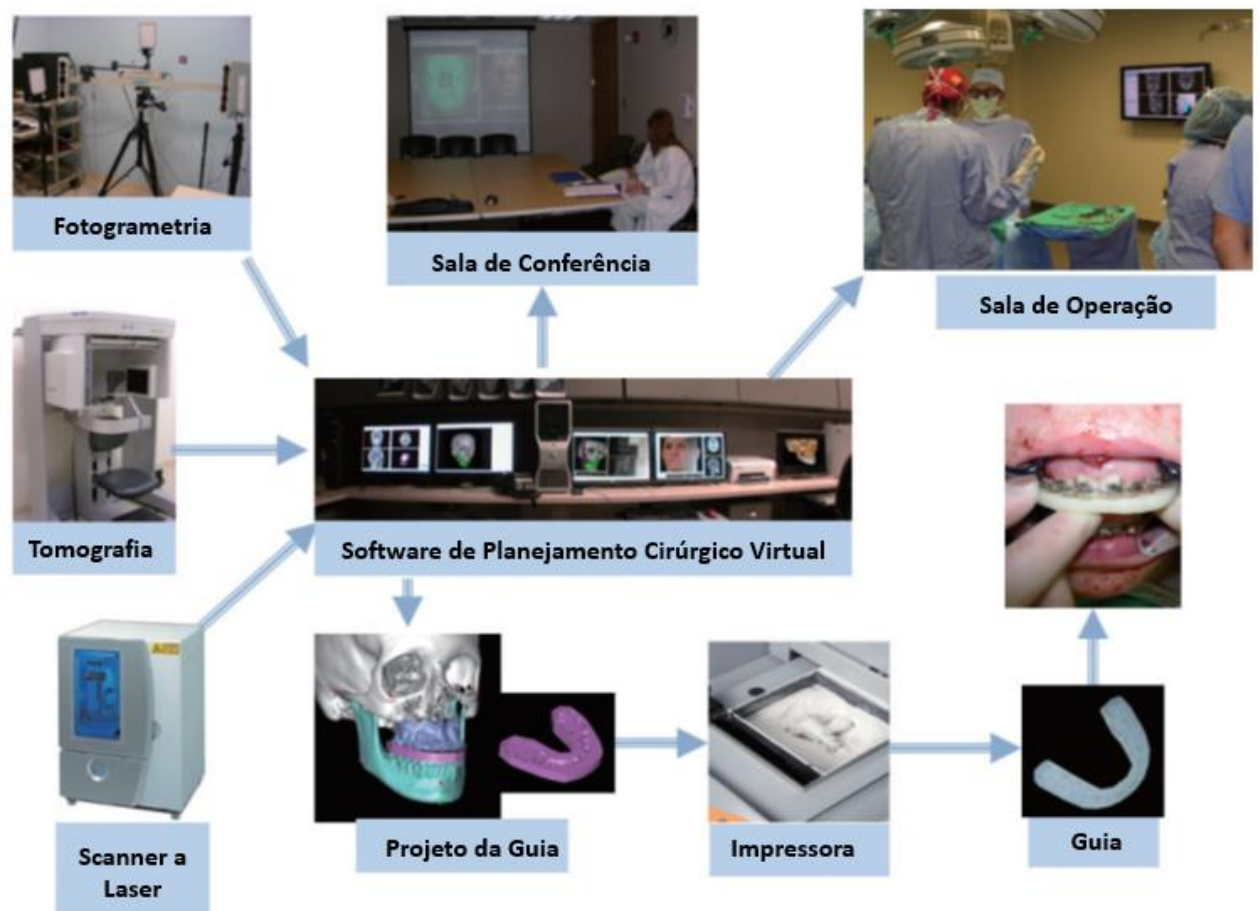 Fotogrametria
Sala de Conferência
Sala de Operação
Tomografia
Software de Planejamento Cirúrgico Virtual
Scanner a
Laser
Projeto da Guia
Impressora
Guia